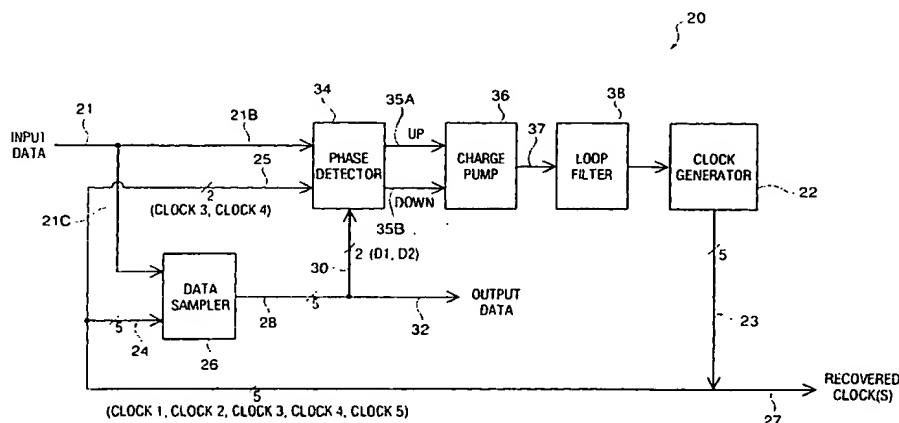 20
34
35A
36
38
21
21B
UP
37
INPUT
DATA
25
PHASE
DETECTOR
CHARGE
PUMP
LOOP
FILTER
CLOCK
GENERATOR
22
2
(CLOCK 3, CLOCK 4)
DOWN
35B
21C
30
2 (D1, D2)
5
DATA
SAMPLER
28
5
32
OUTPUT
DATA
23
5
24
26
5
(CLOCK 1, CLOCK 2, CLOCK 3, CLOCK 4, CLOCK 5)
RECOVERED
CLOCK(S)
27